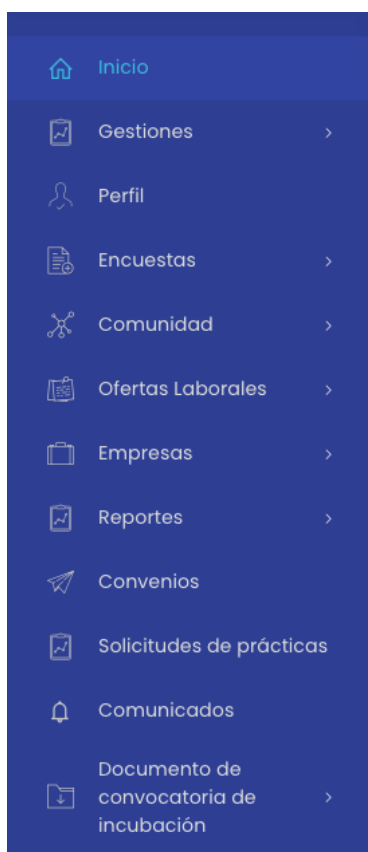 Inicio
Gestiones
Perfil
Encuestas
Comunidad
Ofertas Laborales
Empresas
Reportes
Convenios
Solicitudes de prácticas
Comunicados
Documento de
convocatoria de
incubación